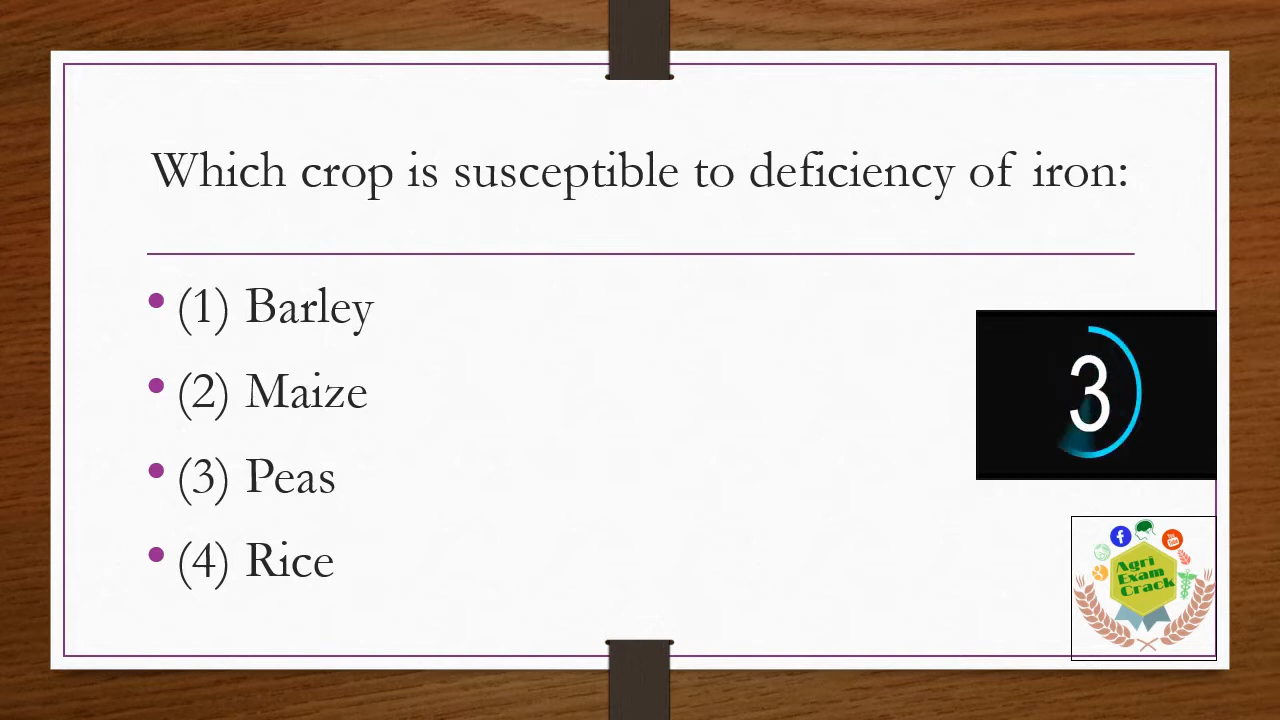 Which crop is susceptible to deficiency of iron:
• (1) Barley
• (2) Maize
• (3) Peas
• (4) Rice
3
Agri
Exam
Crack